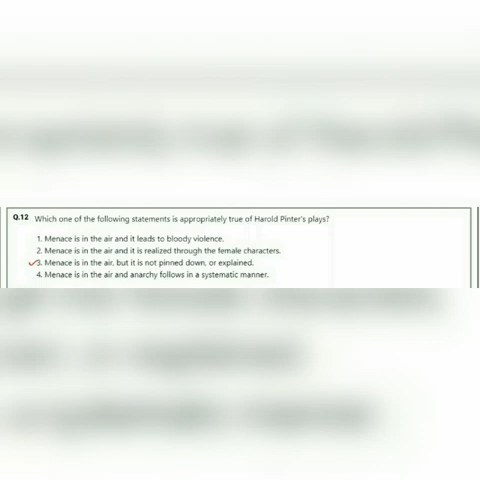 Q.12 Which one of the following statements is appropriately true of Harold Pinter's plays?
1. Menace is in the air and it leads to bloody violence.
2. Menace is in the air and it is realized through the female characters.
3. Menace is in the air, but it is not pinned down, or explained.
4. Menace is in the air and anarchy follows in a systematic manner.